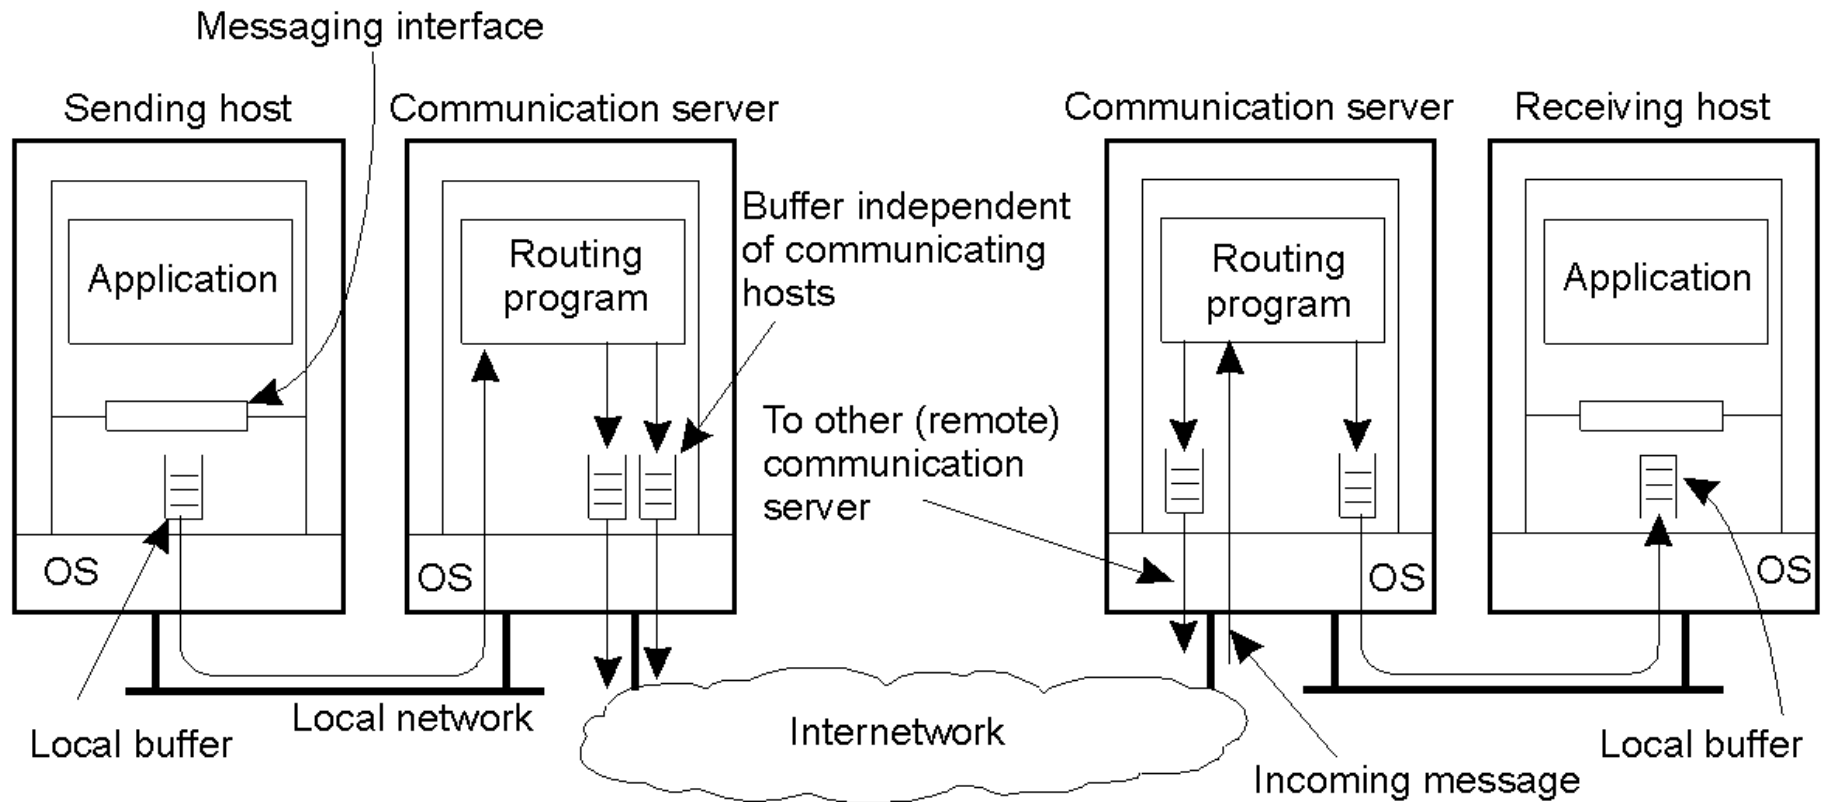 Messaging interface
Sending host
Communication server
Communication server
Receiving host
Application
Routing
program
Buffer independent
of communicating
hosts
Routing
program
Application
To other (remote)
communication
server
OS
OS
OS
OS
Local network
Local buffer
Internetwork
Incoming message
Local buffer